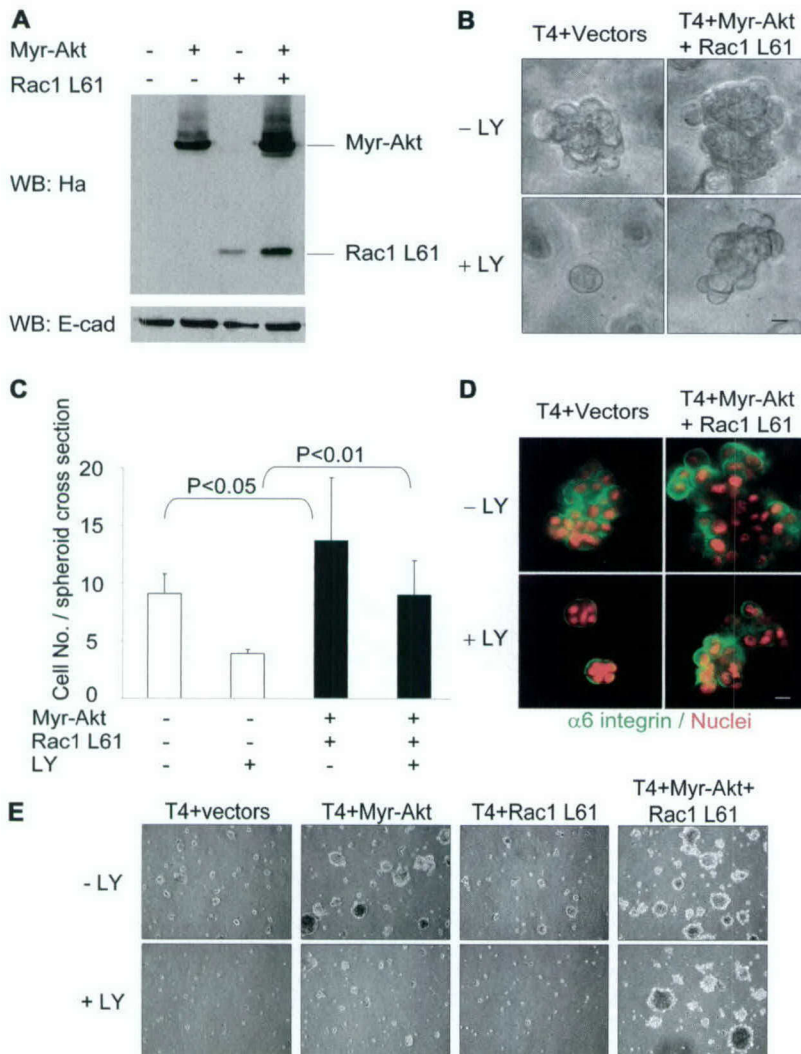 A
Myr-Akt - + - +
Rac1 L61 - - + +
WB: Ha
Myr-Akt
Rac1 L61
WB: E-cad
B
T4+Vectors
T4+Myr-Akt
+ Rac1 L61
– LY
+ LY
C
Cell No. / spheroid cross section
20
15
10
5
0
P<0.05
P<0.01
Myr-Akt - - + +
Rac1 L61 - - + +
LY - + - +
D
T4+Vectors
T4+Myr-Akt
+ Rac1 L61
– LY
+ LY
α6 integrin / Nuclei
E
T4+vectors
T4+Myr-Akt
T4+Rac1 L61
T4+Myr-Akt+
Rac1 L61
- LY
+ LY